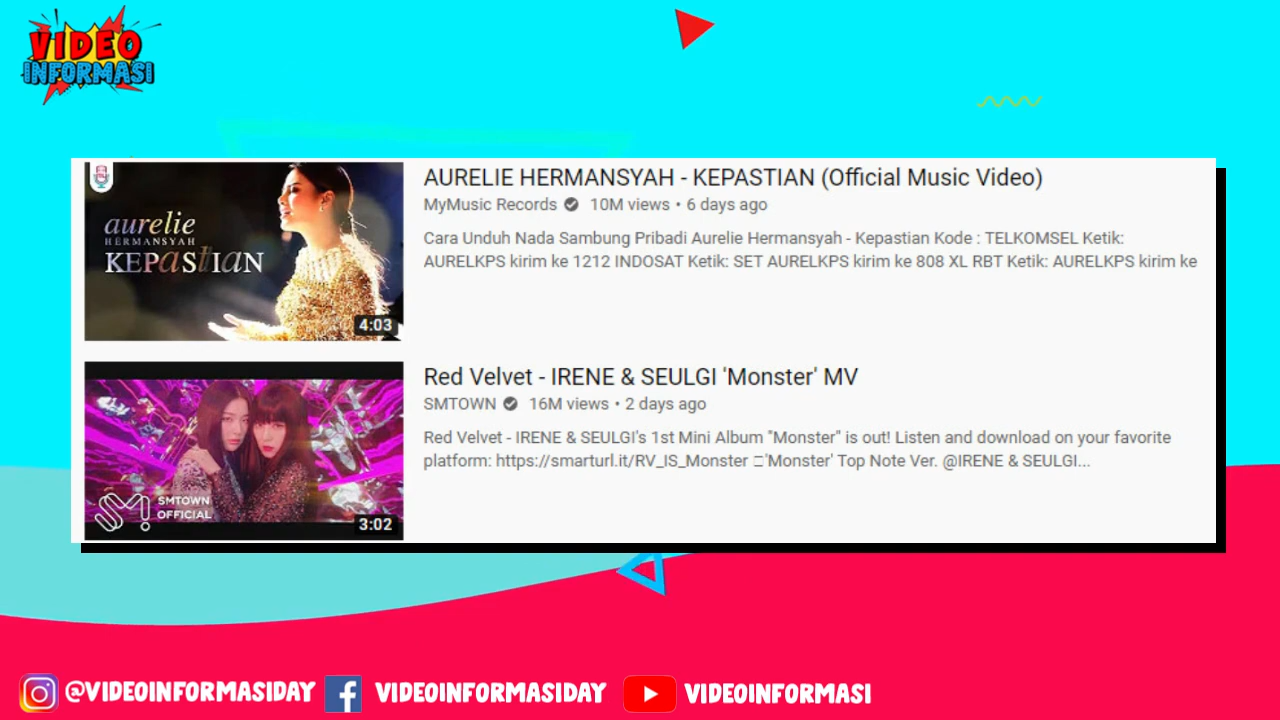 VIDEO
INFORMASI
aurelie
HERMANSYAH
KEPASTIAN
4:03
AURELIE HERMANSYAH - KEPASTIAN (Official Music Video)
MyMusic Records 10M views • 6 days ago
Cara Unduh Nada Sambung Pribadi Aurelie Hermansyah - Kepastian Kode : TELKOMSEL Ketik:
AURELKPS kirim ke 1212 INDOSAT Ketik: SET AURELKPS kirim ke 808 XL RBT Ketik: AURELKPS kirim ke
SMTOWN
OFFICIAL
3:02
Red Velvet - IRENE & SEULGI 'Monster' MV
SMTOWN 16M views • 2 days ago
Red Velvet - IRENE & SEULGI's 1st Mini Album "Monster" is out! Listen and download on your favorite
platform: https://smarturl.it/RV_IS_Monster □'Monster' Top Note Ver. @IRENE & SEULGI...
@VIDEOINFORMASIDAY VIDEOINFORMASIDAY VIDEOINFORMASI